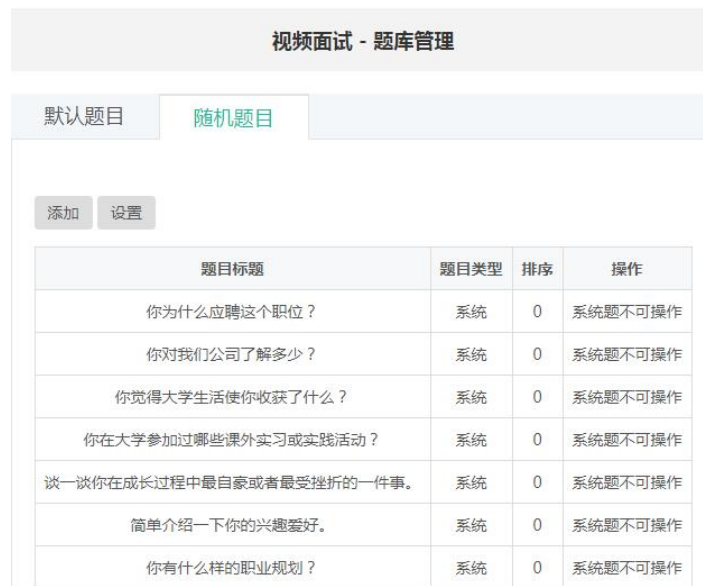 视频面试 - 题库管理
默认题目 随机题目
添加 设置
题目标题 题目类型 排序 操作
你为什么应聘这个职位？ 系统 0 系统题不可操作
你对我们公司了解多少？ 系统 0 系统题不可操作
你觉得大学生活使你收获了什么？ 系统 0 系统题不可操作
你在大学参加过哪些课外实习或实践活动？ 系统 0 系统题不可操作
谈一谈你在成长过程中最自豪或者最受挫折的一件事。 系统 0 系统题不可操作
简单介绍一下你的兴趣爱好。 系统 0 系统题不可操作
你有什么样的职业规划？ 系统 0 系统题不可操作